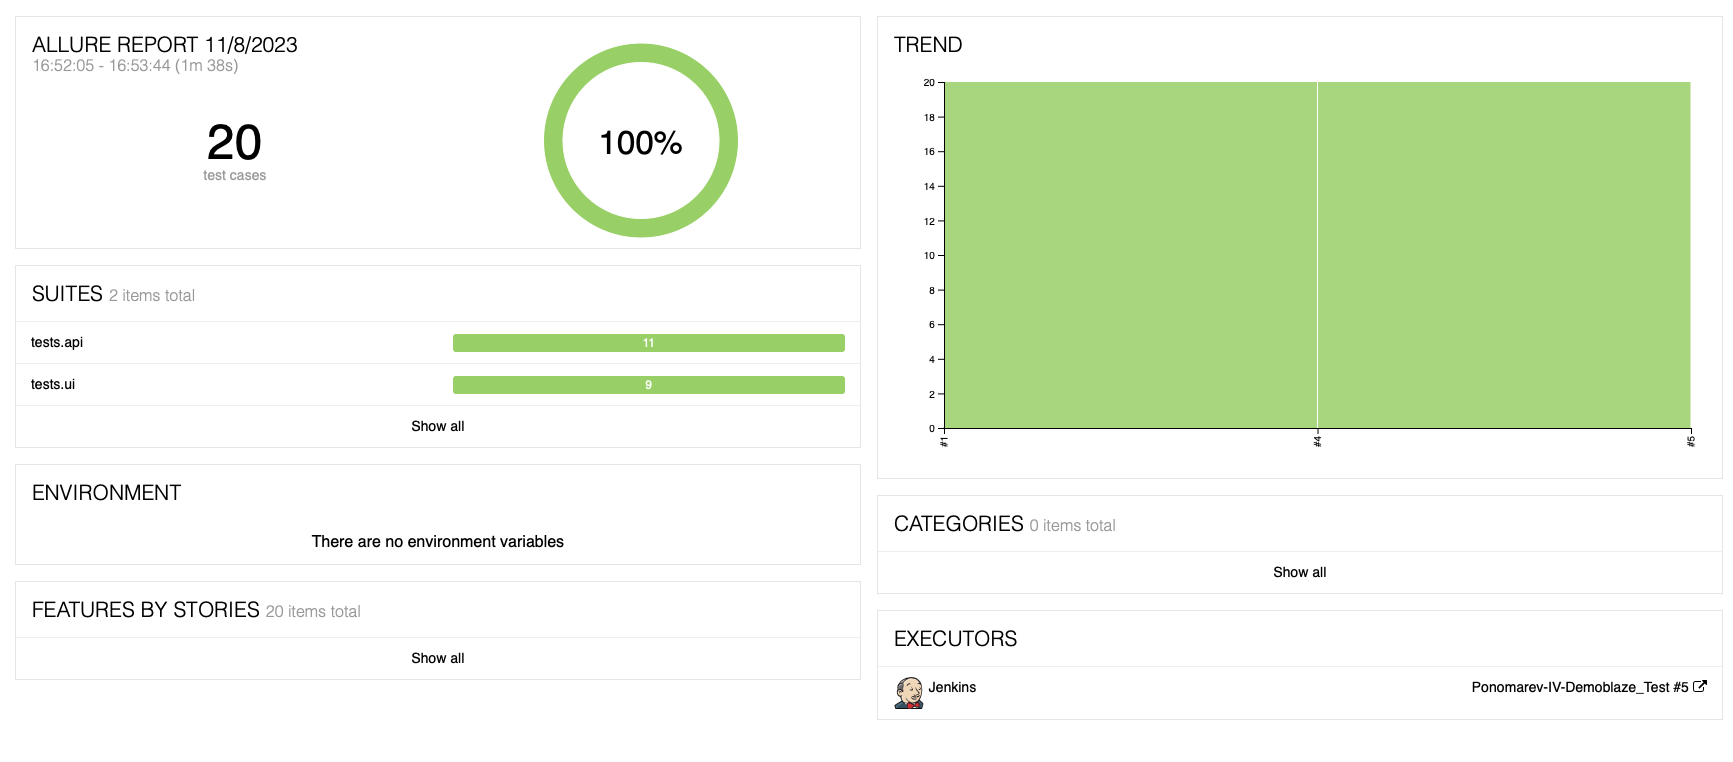 ALLURE REPORT 11/8/2023
16:52:05 - 16:53:44 (1m 38s)
20
test cases
100%
SUITES 2 items total
tests.api 11
tests.ui 9
Show all
ENVIRONMENT
There are no environment variables
FEATURES BY STORIES 20 items total
Show all
TREND
20
18
16
14
12
10
8
6
4
2
0
#1 #4 #5
CATEGORIES 0 items total
Show all
EXECUTORS
Jenkins Ponomarev-IV-Demoblaze_Test #5